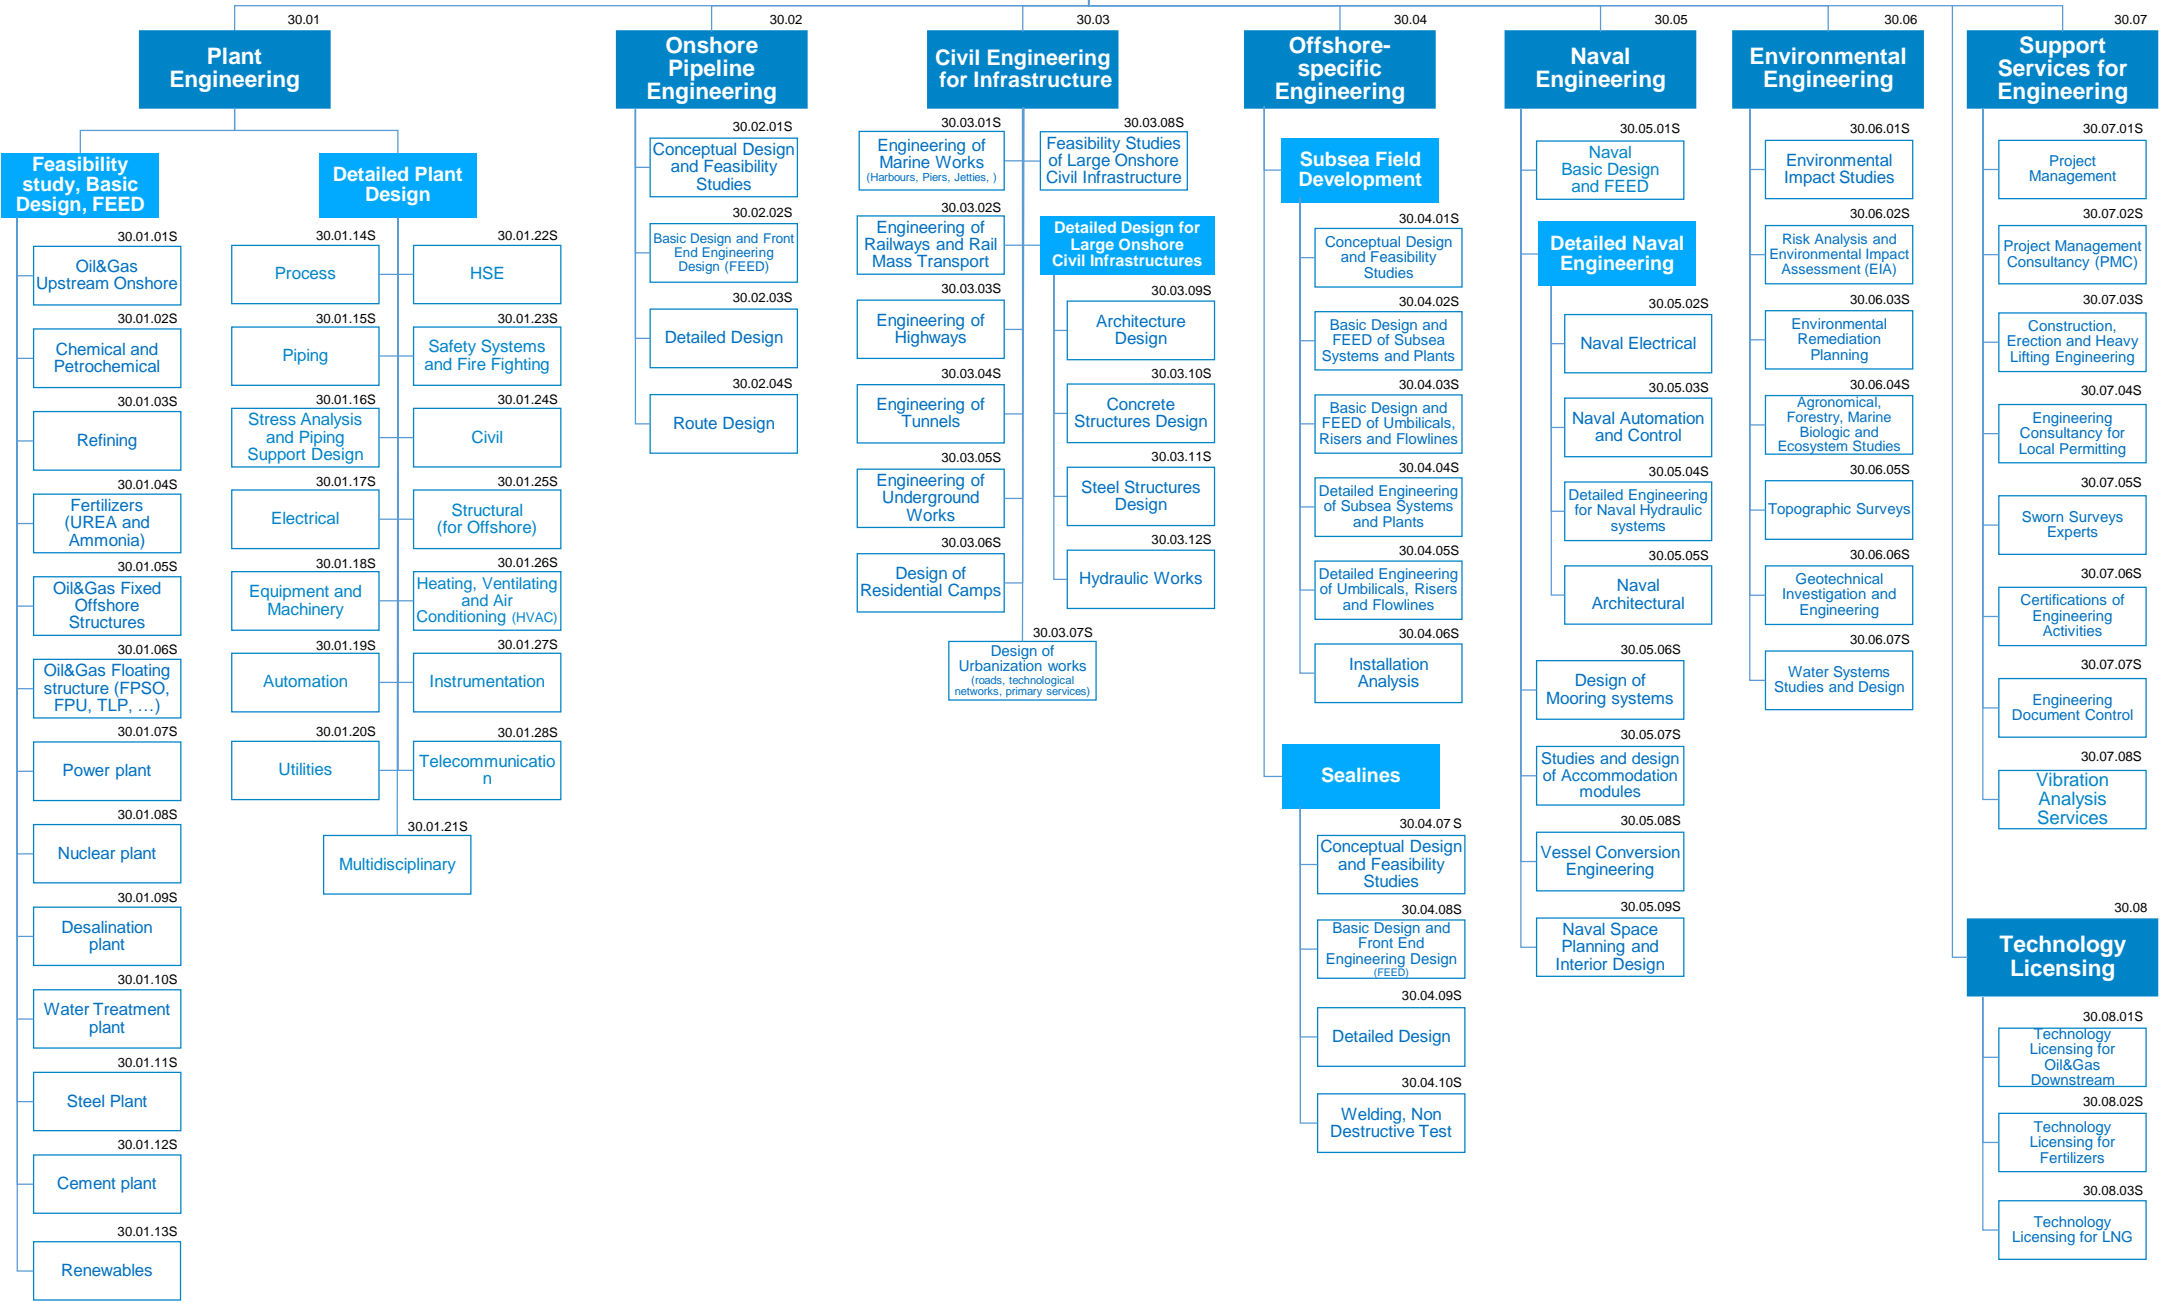 30.01
Plant
Engineering
Feasibility
study, Basic
Design, FEED
30.01.01S
Oil&Gas
Upstream Onshore
30.01.02S
Chemical and
Petrochemical
30.01.03S
Refining
30.01.04S
Fertilizers
(UREA and
Ammonia)
30.01.05S
Oil&Gas Fixed
Offshore
Structures
30.01.06S
Oil&Gas Floating
structure (FPSO,
FPU, TLP, …)
30.01.07S
Power plant
30.01.08S
Nuclear plant
30.01.09S
Desalination
plant
30.01.10S
Water Treatment
plant
30.01.11S
Steel Plant
30.01.12S
Cement plant
30.01.13S
Renewables
Detailed Plant
Design
30.01.14S
Process
30.01.15S
Piping
30.01.16S
Stress Analysis
and Piping
Support Design
30.01.17S
Electrical
30.01.18S
Equipment and
Machinery
30.01.19S
Automation
30.01.20S
Utilities
30.01.21S
Multidisciplinary
30.01.22S
HSE
30.01.23S
Safety Systems
and Fire Fighting
30.01.24S
Civil
30.01.25S
Structural
(for Offshore)
30.01.26S
Heating, Ventilating
and Air
Conditioning (HVAC)
30.01.27S
Instrumentation
30.01.28S
Telecommunicatio
n
30.02
Onshore
Pipeline
Engineering
30.02.01S
Conceptual Design
and Feasibility
Studies
30.02.02S
Basic Design and Front
End Engineering
Design (FEED)
30.02.03S
Detailed Design
30.02.04S
Route Design
30.03
Civil Engineering
for Infrastructure
30.03.01S
Engineering of
Marine Works
(Harbours, Piers, Jetties, )
30.03.02S
Engineering of
Railways and Rail
Mass Transport
30.03.03S
Engineering of
Highways
30.03.04S
Engineering of
Tunnels
30.03.05S
Engineering of
Underground
Works
30.03.06S
Design of
Residential Camps
30.03.07S
Design of
Urbanization works
(roads, technological
networks, primary services)
30.03.08S
Feasibility Studies
of Large Onshore
Civil Infrastructure
Detailed Design for
Large Onshore
Civil Infrastructures
30.03.09S
Architecture
Design
30.03.10S
Concrete
Structures Design
30.03.11S
Steel Structures
Design
30.03.12S
Hydraulic Works
30.04
Offshore-
specific
Engineering
Subsea Field
Development
30.04.01S
Conceptual Design
and Feasibility
Studies
30.04.02S
Basic Design and
FEED of Subsea
Systems and Plants
30.04.03S
Basic Design and
FEED of Umbilicals,
Risers and Flowlines
30.04.04S
Detailed Engineering
of Subsea Systems
and Plants
30.04.05S
Detailed Engineering
of Umbilicals, Risers
and Flowlines
30.04.06S
Installation
Analysis
Sealines
30.04.07 S
Conceptual Design
and Feasibility
Studies
30.04.08S
Basic Design and
Front End
Engineering Design
(FEED)
30.04.09S
Detailed Design
30.04.10S
Welding, Non
Destructive Test
30.05
Naval
Engineering
30.05.01S
Naval
Basic Design
and FEED
Detailed Naval
Engineering
30.05.02S
Naval Electrical
30.05.03S
Naval Automation
and Control
30.05.04S
Detailed Engineering
for Naval Hydraulic
systems
30.05.05S
Naval
Architectural
30.05.06S
Design of
Mooring systems
30.05.07S
Studies and design
of Accommodation
modules
30.05.08S
Vessel Conversion
Engineering
30.05.09S
Naval Space
Planning and
Interior Design
30.06
Environmental
Engineering
30.06.01S
Environmental
Impact Studies
30.06.02S
Risk Analysis and
Environmental Impact
Assessment (EIA)
30.06.03S
Environmental
Remediation
Planning
30.06.04S
Agronomical,
Forestry, Marine
Biologic and
Ecosystem Studies
30.06.05S
Topographic Surveys
30.06.06S
Geotechnical
Investigation and
Engineering
30.06.07S
Water Systems
Studies and Design
30.07
Support
Services for
Engineering
30.07.01S
Project
Management
30.07.02S
Project Management
Consultancy (PMC)
30.07.03S
Construction,
Erection and Heavy
Lifting Engineering
30.07.04S
Engineering
Consultancy for
Local Permitting
30.07.05S
Sworn Surveys
Experts
30.07.06S
Certifications of
Engineering
Activities
30.07.07S
Engineering
Document Control
30.07.08S
Vibration
Analysis
Services
30.08
Technology
Licensing
30.08.01S
Technology
Licensing for
Oil&Gas
Downstream
30.08.02S
Technology
Licensing for
Fertilizers
30.08.03S
Technology
Licensing for LNG